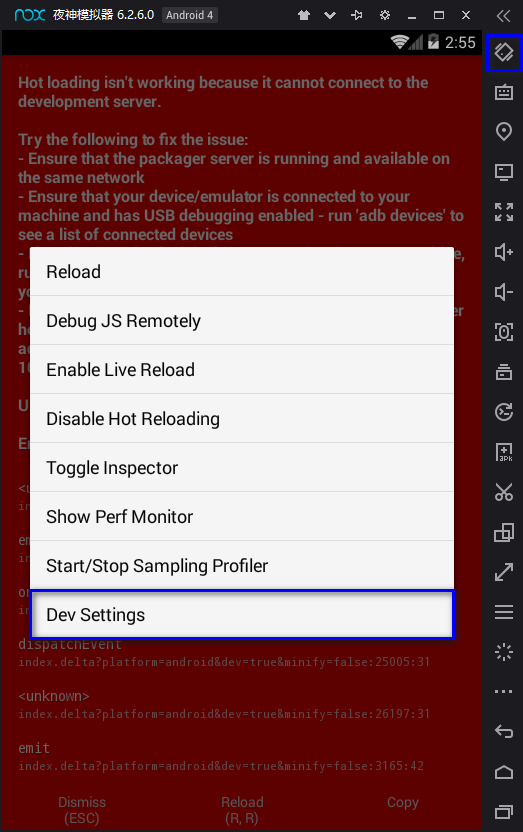 nox 夜神模拟器 6.2.6.0 Android 4
2:55
Hot loading isn't working because it cannot connect to the
development server.
Try the following to fix the issue:
- Ensure that the packager server is running and available on
the same network
- Ensure that your device/emulator is connected to your
machine and has USB debugging enabled - run 'adb devices' to
see a list of connected devices
Reload
Debug JS Remotely
Enable Live Reload
Disable Hot Reloading
Toggle Inspector
Show Perf Monitor
Start/Stop Sampling Profiler
Dev Settings
dispatchEvent
index.delta?platform=android&dev=true&minify=false:25005:31
<unknown>
index.delta?platform=android&dev=true&minify=false:26197:31
emit
index.delta?platform=android&dev=true&minify=false:3165:42
Dismiss
(ESC)
Reload
(R, R)
Copy